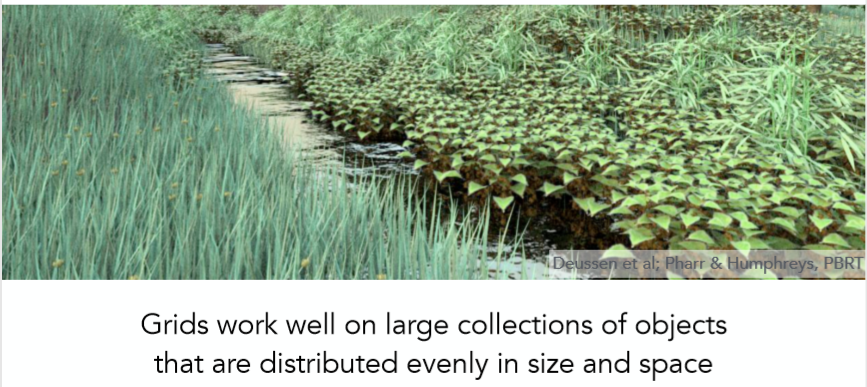 Deussen et al; Pharr & Humphreys, PBRT
Grids work well on large collections of objects
that are distributed evenly in size and space